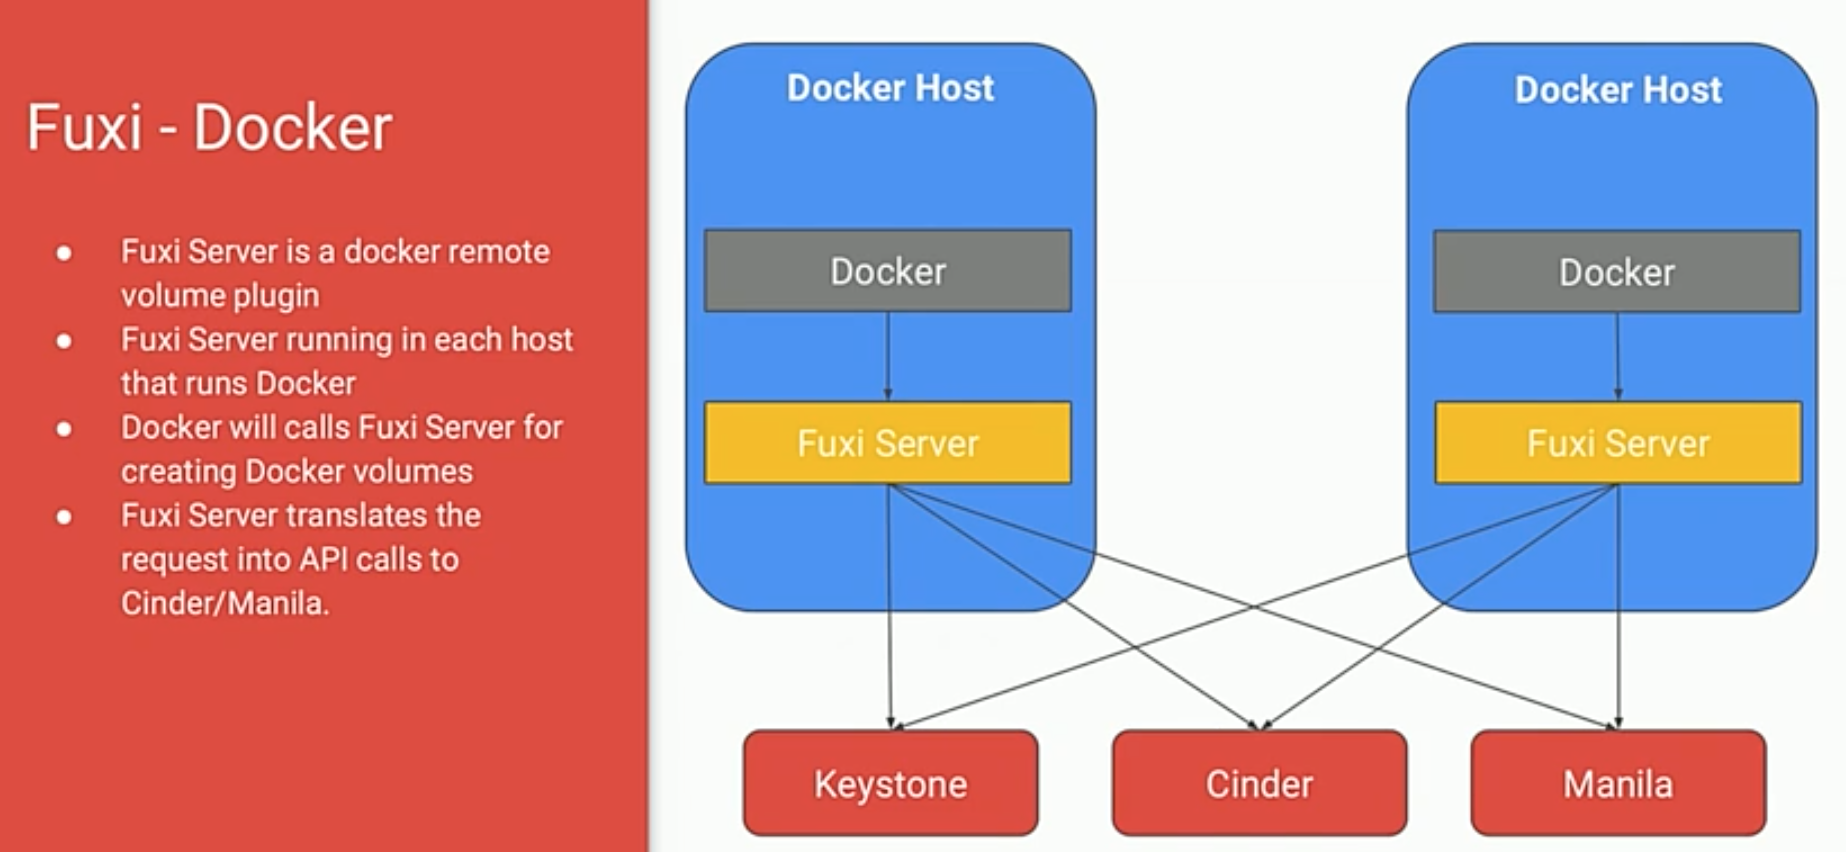 Fuxi - Docker
● Fuxi Server is a docker remote
volume plugin
● Fuxi Server running in each host
that runs Docker
● Docker will calls Fuxi Server for
creating Docker volumes
● Fuxi Server translates the
request into API calls to
Cinder/Manila.
Docker Host
Docker
Fuxi Server
Docker Host
Docker
Fuxi Server
Keystone
Cinder
Manila